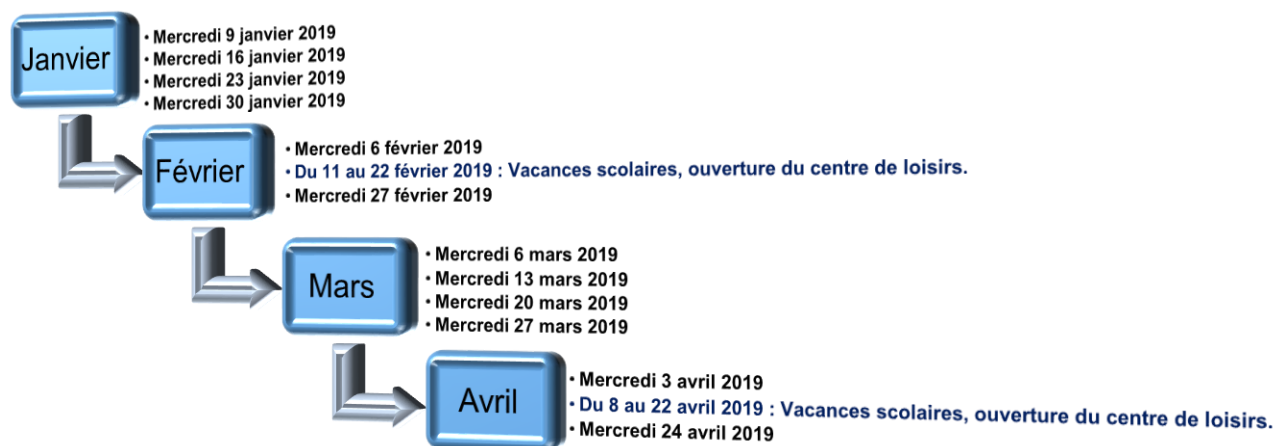 Janvier
• Mercredi 9 janvier 2019
• Mercredi 16 janvier 2019
• Mercredi 23 janvier 2019
• Mercredi 30 janvier 2019
Février
• Mercredi 6 février 2019
• Du 11 au 22 février 2019 : Vacances scolaires, ouverture du centre de loisirs.
• Mercredi 27 février 2019
Mars
• Mercredi 6 mars 2019
• Mercredi 13 mars 2019
• Mercredi 20 mars 2019
• Mercredi 27 mars 2019
Avril
• Mercredi 3 avril 2019
• Du 8 au 22 avril 2019 : Vacances scolaires, ouverture du centre de loisirs.
• Mercredi 24 avril 2019